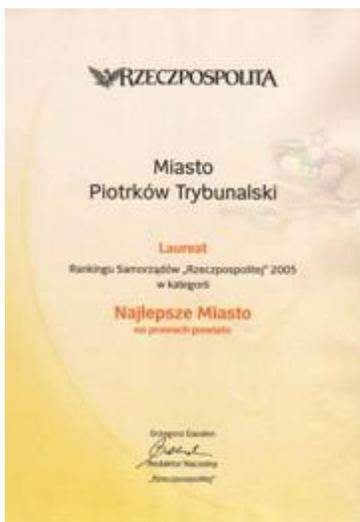 RZECZPOSPOLITA
Miasto
Piotrków Trybunalski
Laureat
Rankingu Samorządów „Rzeczpospolitej” 2005
w kategorii
Najlepsze Miasto
na prawach powiatu
Grzegorz Gauden
Redaktor Naczelny
„Rzeczpospolitej”